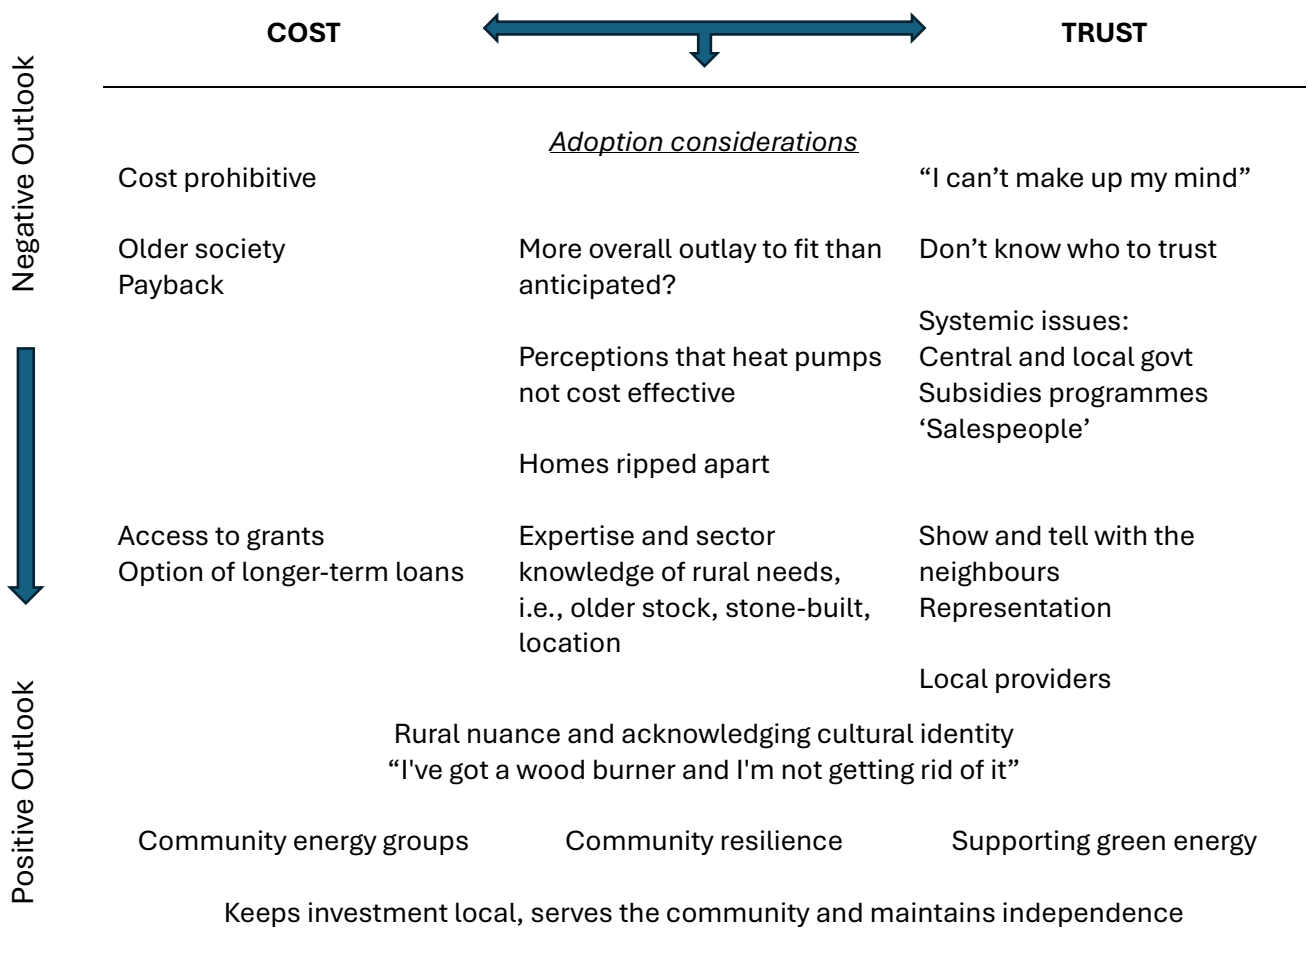 COST
TRUST
Negative Outlook
Adoption considerations
Cost prohibitive
“I can’t make up my mind”
Older society
Payback
More overall outlay to fit than
anticipated?
Don’t know who to trust
Perceptions that heat pumps
not cost effective
Systemic issues:
Central and local govt
Subsidies programmes
‘Salespeople’
Homes ripped apart
Access to grants
Option of longer-term loans
Expertise and sector
knowledge of rural needs,
i.e., older stock, stone-built,
location
Show and tell with the
neighbours
Representation
Local providers
Positive Outlook
Rural nuance and acknowledging cultural identity
“I've got a wood burner and I'm not getting rid of it”
Community energy groups
Community resilience
Supporting green energy
Keeps investment local, serves the community and maintains independence